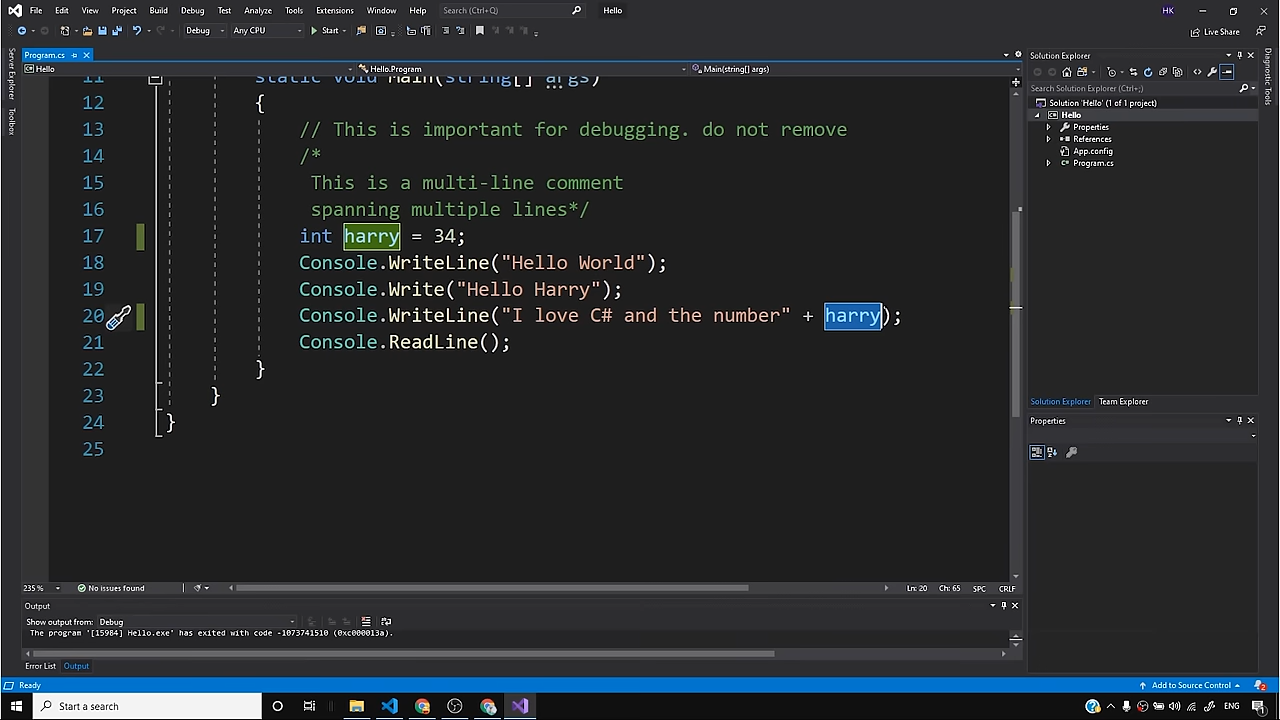 File Edit View Project Build Debug Test Analyze Tools Extensions Window Help Search (Ctrl+Q) Hello HK
Debug Any CPU Start Live Share
Server Explorer
Toolbox
Program.cs
Hello Hello.Program Main(string[] args)
11 static void Main(string[] args)
12 {
13 // This is important for debugging. do not remove
14 /*
15 This is a multi-line comment
16 spanning multiple lines*/
17 int harry = 34;
18 Console.WriteLine("Hello World");
19 Console.Write("Hello Harry");
20 Console.WriteLine("I love C# and the number" + harry);
21 Console.ReadLine();
22 }
23 }
24 }
25
235 % No issues found Ln: 20 Ch: 65 SPC CRLF
Output
Show output from: Debug
The program '[15984] Hello.exe' has exited with code -1073741510 (0xc000013a).
Error List Output
Solution Explorer
Search Solution Explorer (Ctrl+;)
Solution 'Hello' (1 of 1 project)
Hello
Properties
References
App.config
Program.cs
Solution Explorer Team Explorer
Properties
Diagnostic Tools
Ready Add to Source Control 2
Start a search ENG